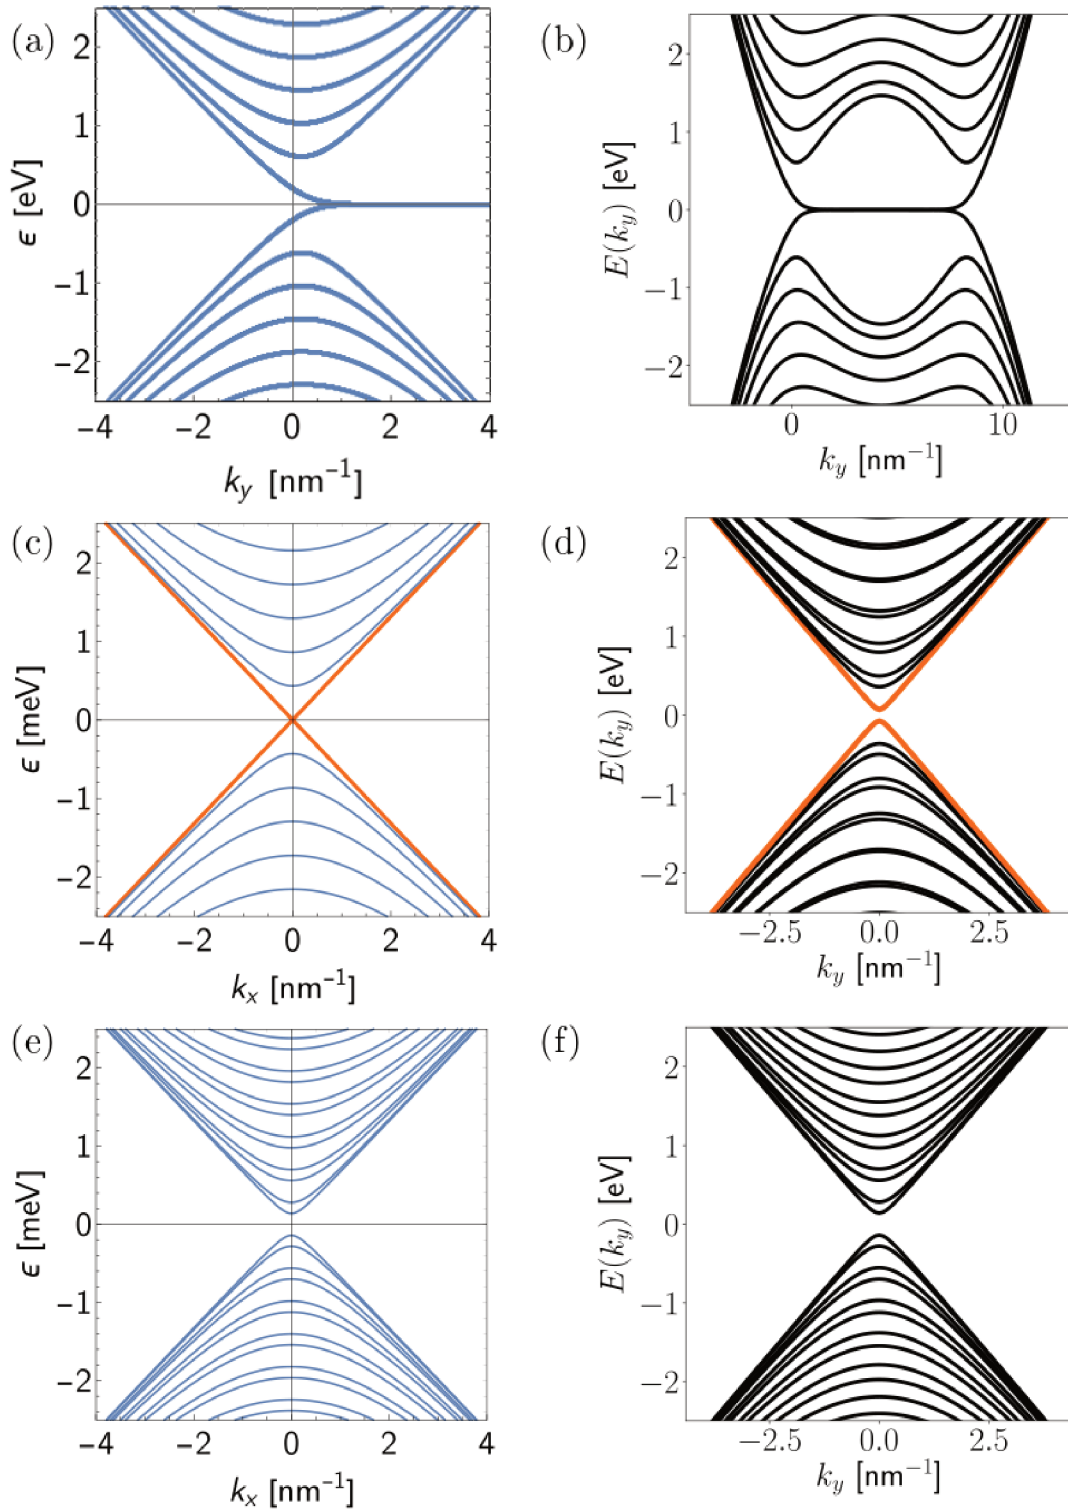 (a)
2
1
0
−1
−2
ϵ [eV]
−4 −2 0 2 4
k_y [nm⁻¹]
(b)
2
1
0
−1
−2
E(k_y) [eV]
0 10
k_y [nm⁻¹]
(c)
2
1
0
−1
−2
ϵ [meV]
−4 −2 0 2 4
k_x [nm⁻¹]
(d)
2
1
0
−1
−2
E(k_y) [eV]
−2.5 0.0 2.5
k_y [nm⁻¹]
(e)
2
1
0
−1
−2
ϵ [meV]
−4 −2 0 2 4
k_x [nm⁻¹]
(f)
2
1
0
−1
−2
E(k_y) [eV]
−2.5 0.0 2.5
k_y [nm⁻¹]